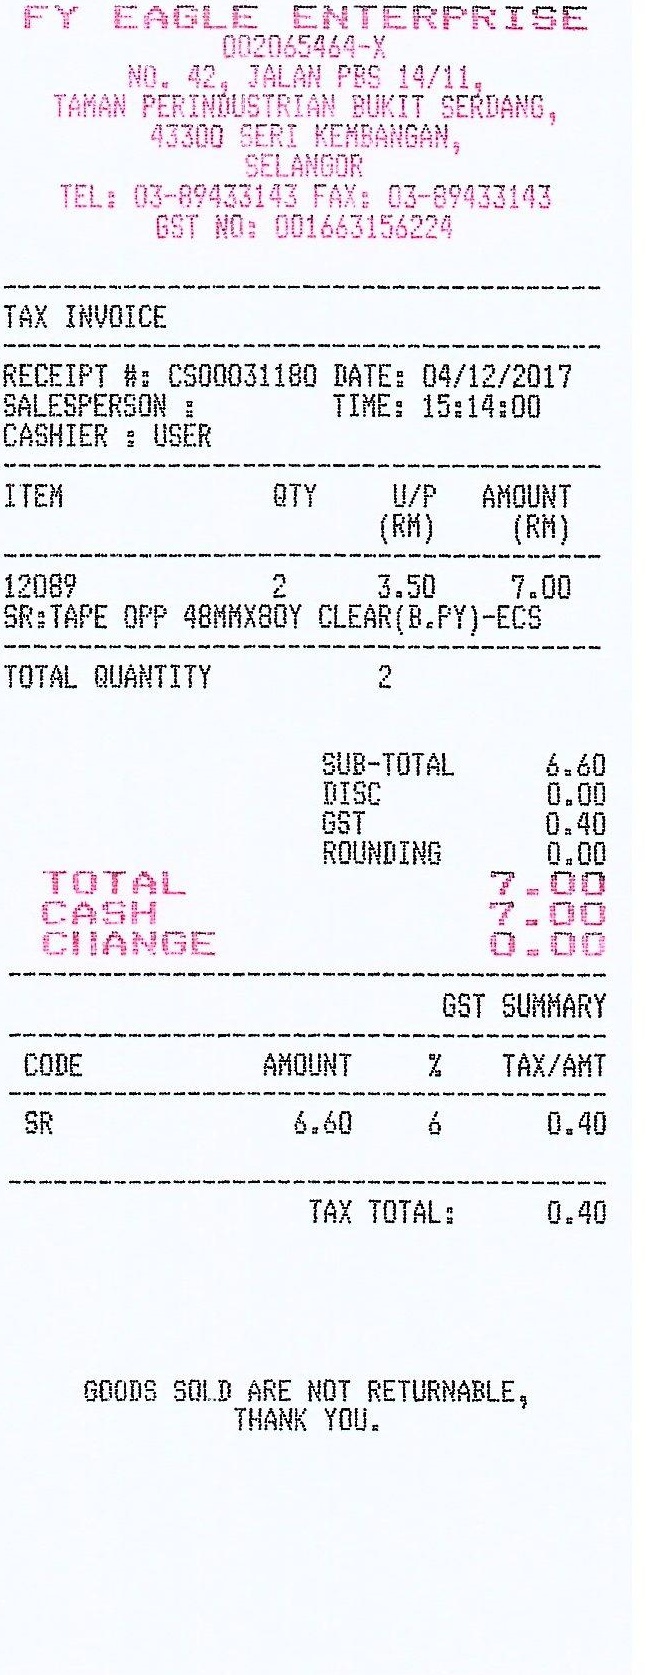 FY EAGLE ENTERPRISE
002065464-X
NO. 42, JALAN PBS 14/11,
TAMAN PERINDUSTRIAN BUKIT SERDANG,
43300 SERI KEMBANGAN,
SELANGOR
TEL: 03-89433143 FAX: 03-89433143
GST NO: 001663156224
TAX INVOICE
RECEIPT #: CS00031180 DATE: 04/12/2017
SALESPERSON : TIME: 15:14:00
CASHIER : USER
ITEM QTY U/P AMOUNT
(RM) (RM)
12089 2 3.50 7.00
SR:TAPE OPP 48MMX80Y CLEAR(B.PY)-ECS
TOTAL QUANTITY 2
SUB-TOTAL 6.60
DISC 0.00
GST 0.40
ROUNDING 0.00
TOTAL 7.00
CASH 7.00
CHANGE 0.00
GST SUMMARY
CODE AMOUNT % TAX/AMT
SR 6.60 6 0.40
TAX TOTAL: 0.40
GOODS SOLD ARE NOT RETURNABLE,
THANK YOU.